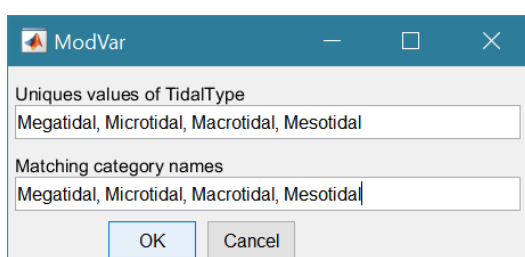 ModVar
Uniques values of TidalType
Megatidal, Microtidal, Macrotidal, Mesotidal
Matching category names
Megatidal, Microtidal, Macrotidal, Mesotidal
OK Cancel